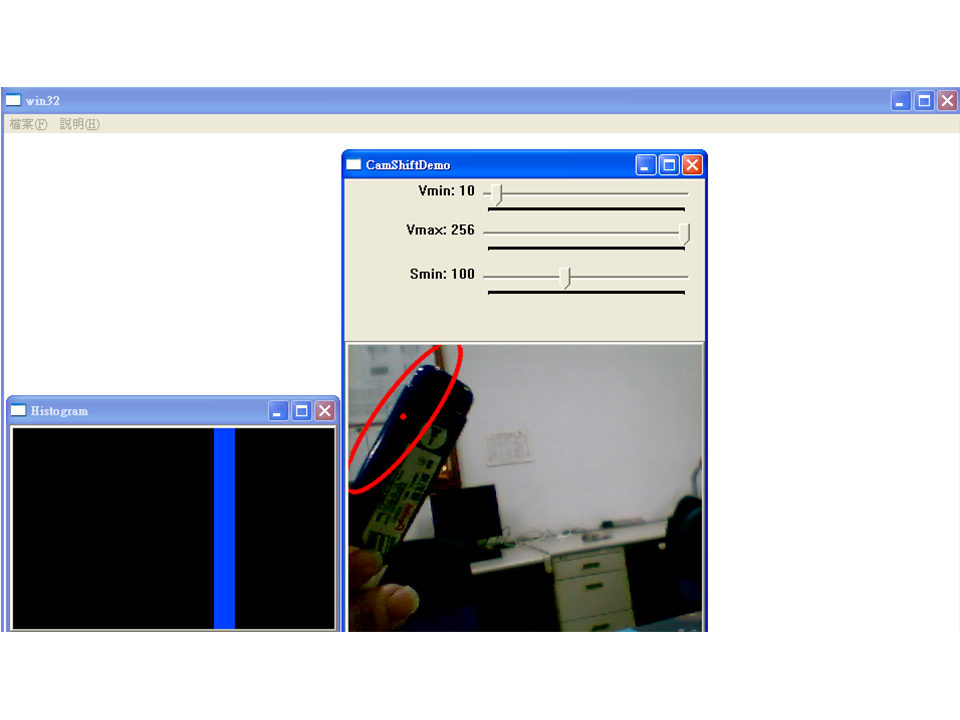 win32
檔案(F) 說明(H)
CamShiftDemo
Vmin: 10
Vmax: 256
Smin: 100
Histogram